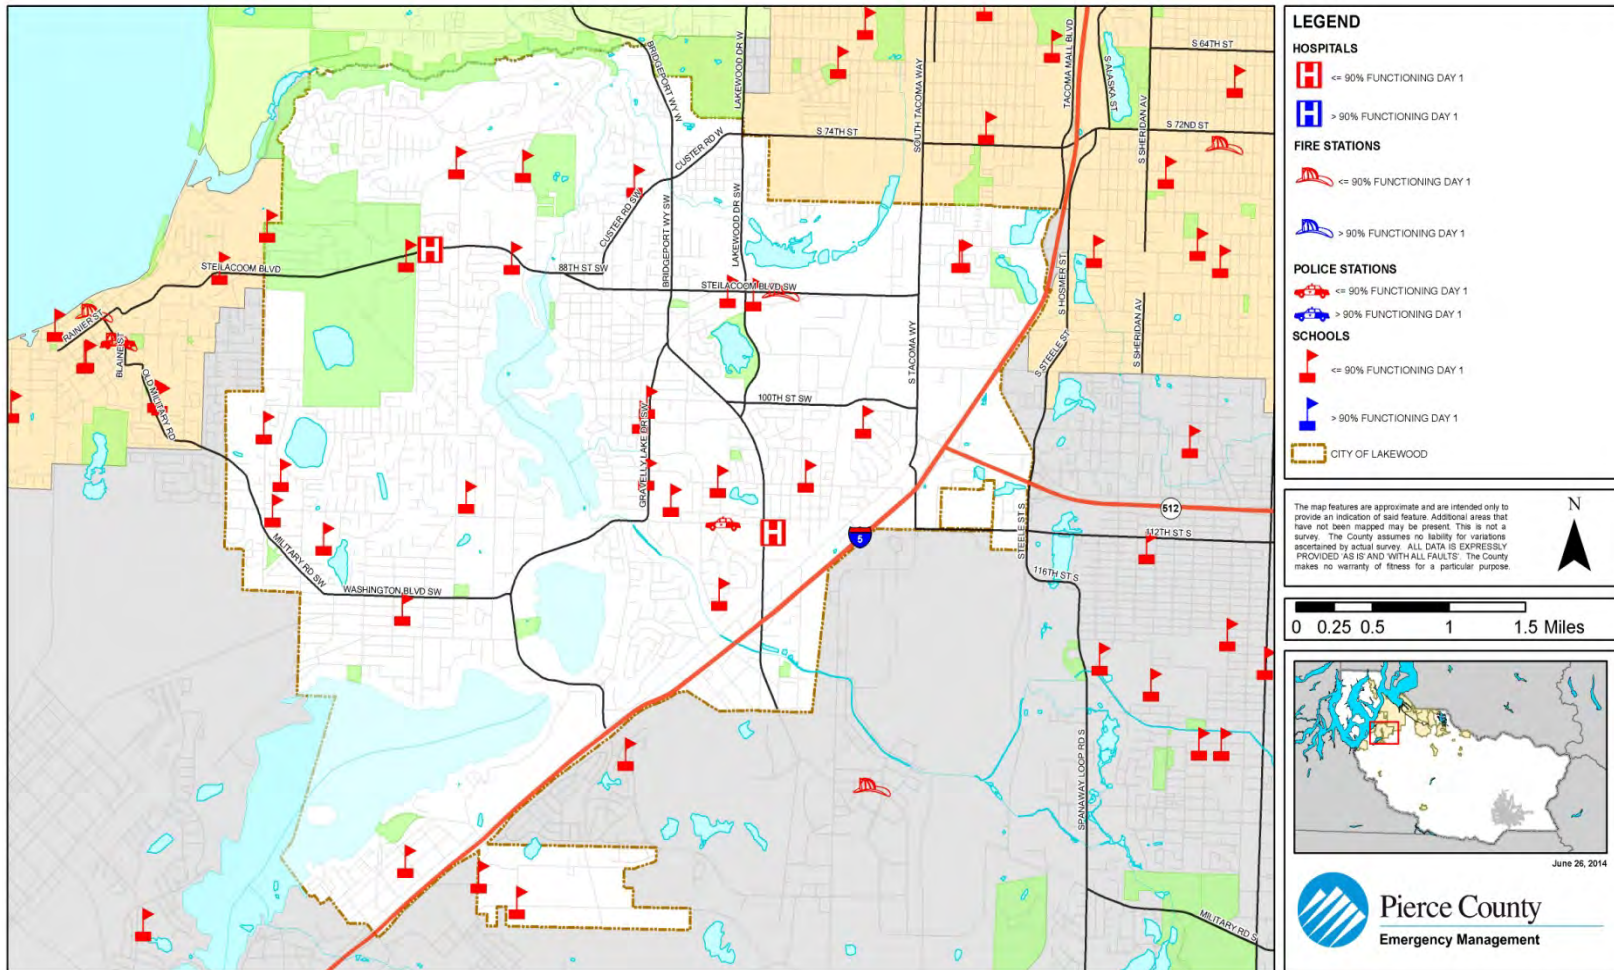 BRIDGEPORT WY W
LAKEWOOD DR W
SOUTH TACOMA WAY
TACOMA MALL BLVD
S ALASKA ST
S 64TH ST
S SHERIDAN AV
S 72ND ST
S 74TH ST
CUSTER RD W
CUSTER RD SW
BRIDGEPORT WY SW
LAKEWOOD DR SW
STEILACOOM BLVD
88TH ST SW
STEILACOOM BLVD SW
S HOSMER ST
S SHERIDAN AV
S STEELE ST
S TACOMA WY
RAINIER ST
BLAINE ST
OLD MILITARY RD
100TH ST SW
GRAVELLY LAKE DR SW
512
5
112TH ST S
STEELE ST S
116TH ST S
MILITARY RD SW
WASHINGTON BLVD SW
SPANAWAY LOOP RD S
MILITARY RD S
LEGEND
HOSPITALS
H <= 90% FUNCTIONING DAY 1
H > 90% FUNCTIONING DAY 1
FIRE STATIONS
<= 90% FUNCTIONING DAY 1
> 90% FUNCTIONING DAY 1
POLICE STATIONS
<= 90% FUNCTIONING DAY 1
> 90% FUNCTIONING DAY 1
SCHOOLS
<= 90% FUNCTIONING DAY 1
> 90% FUNCTIONING DAY 1
CITY OF LAKEWOOD
The map features are approximate and are intended only to
provide an indication of said feature. Additional areas that
have not been mapped may be present. This is not a
survey. The County assumes no liability for variations
ascertained by actual survey. ALL DATA IS EXPRESSLY
PROVIDED 'AS IS' AND 'WITH ALL FAULTS'. The County
makes no warranty of fitness for a particular purpose.
N
0 0.25 0.5 1 1.5 Miles
June 26, 2014
Pierce County
Emergency Management
H
H